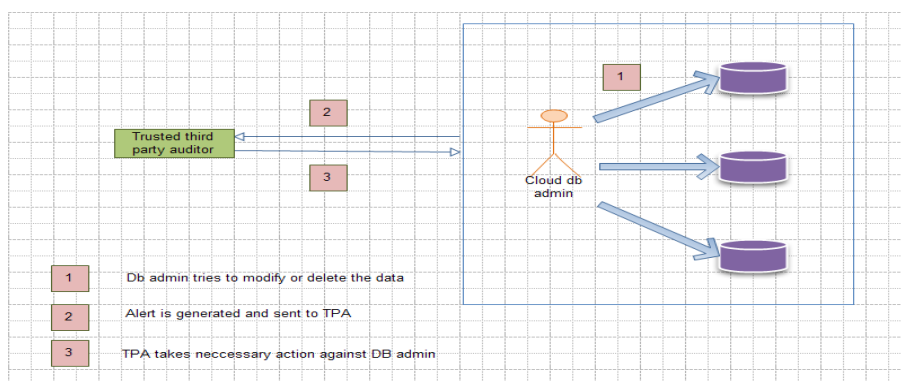 1
2
Trusted third
party auditor
3
Cloud db
admin
1 Db admin tries to modify or delete the data
2 Alert is generated and sent to TPA
3 TPA takes neccessary action against DB admin